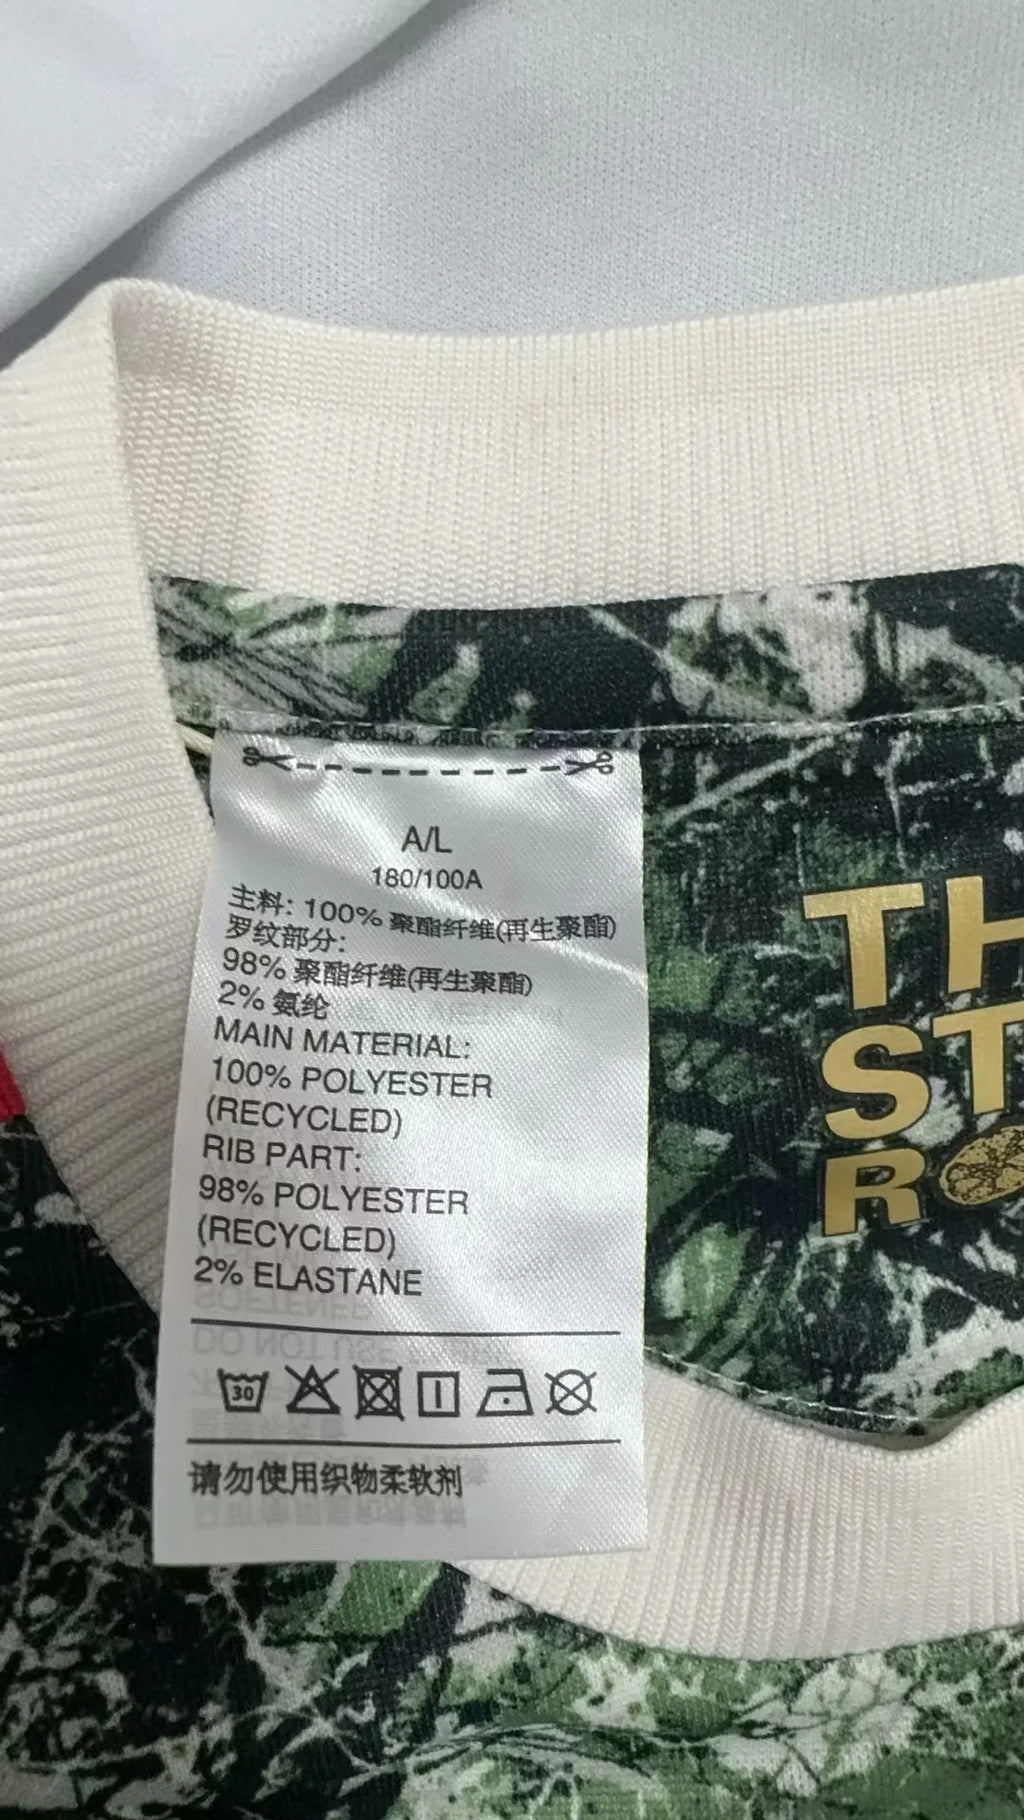 A/L
180/100A
主料: 100% 聚酯纤维(再生聚酯)
罗纹部分:
98% 聚酯纤维(再生聚酯)
2% 氨纶
MAIN MATERIAL:
100% POLYESTER
(RECYCLED)
RIB PART:
98% POLYESTER
(RECYCLED)
2% ELASTANE
30
请勿使用织物柔软剂
TH
ST
R